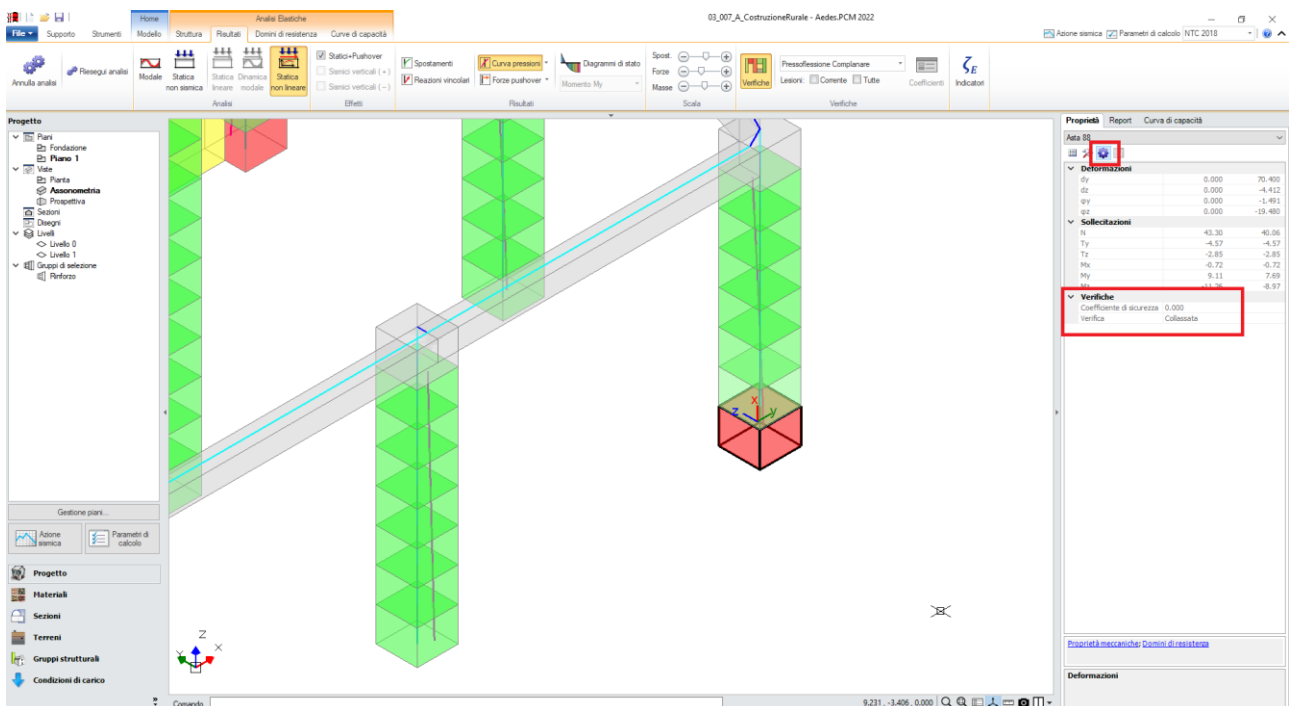 03_007_A_CostruzioneRurale - Aedes.PCM 2022
Home
Analisi Elastiche
File
Supporto
Strumenti
Modello
Struttura
Risultati
Domini di resistenza
Curve di capacità
Azione sismica
Parametri di calcolo
NTC 2018
Annulla analisi
Riesegui analisi
Modale
Statica non sismica
Statica lineare
Dinamica modale
Statica non lineare
Analisi
Statici+Pushover
Sismici verticali (+)
Sismici verticali (−)
Effetti
Spostamenti
Reazioni vincolari
Curva pressioni
Forze pushover
Diagrammi di stato
Momento My
Risultati
Spost.
Forze
Masse
Scala
Verifiche
Pressoflessione Complanare
Lesioni:
Corrente
Tutte
Coefficienti
Verifiche
ζE
Indicatori
Progetto
Piani
Fondazione
Piano 1
Viste
Pianta
Assonometria
Prospettiva
Sezioni
Disegni
Livelli
Livello 0
Livello 1
Gruppi di selezione
Rinforzo
Gestione piani...
Azione sismica
Parametri di calcolo
Progetto
Materiali
Sezioni
Terreni
Gruppi strutturali
Condizioni di carico
x
y
z
Z
X
Y
Comando
9.231, -3.406, 0.000
Proprietà
Report
Curva di capacità
Asta 88
Deformazioni
dy 0.000 70.400
dz 0.000 -4.412
φy 0.000 -1.491
φz 0.000 -19.480
Sollecitazioni
N 43.30 40.06
Ty -4.57 -4.57
Tz -2.85 -2.85
Mx -0.72 -0.72
My 9.11 7.69
Mz -11.26 -8.97
Verifiche
Coefficiente di sicurezza 0.000
Verifica Collassata
Proprietà meccaniche; Domini di resistenza
Deformazioni